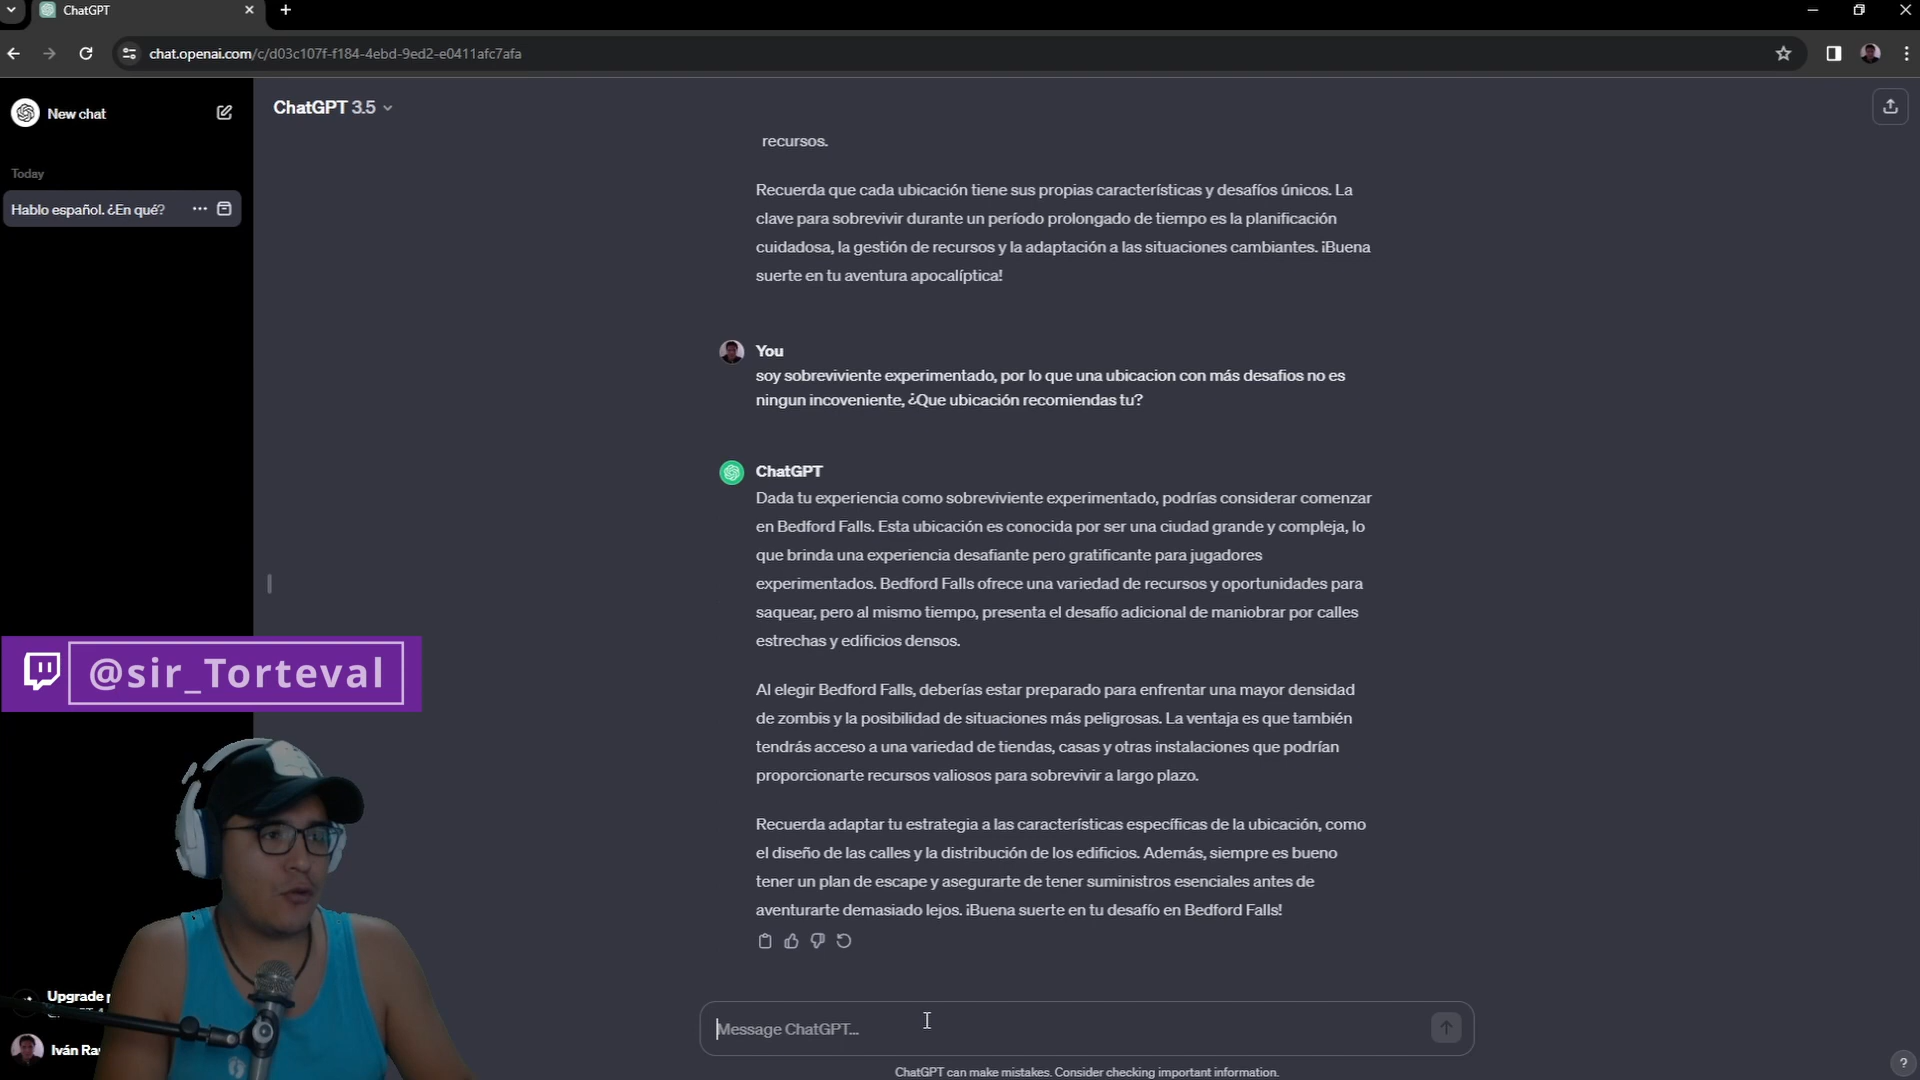 ChatGPT
chat.openai.com/c/d03c107f-f184-4ebd-9ed2-e0411afc7afa
New chat
ChatGPT 3.5
Today
Hablo español. ¿En qué?
recursos.
Recuerda que cada ubicación tiene sus propias características y desafíos únicos. La
clave para sobrevivir durante un período prolongado de tiempo es la planificación
cuidadosa, la gestión de recursos y la adaptación a las situaciones cambiantes. ¡Buena
suerte en tu aventura apocalíptica!
You
soy sobreviviente experimentado, por lo que una ubicacion con más desafios no es
ningun incoveniente, ¿Que ubicación recomiendas tu?
ChatGPT
Dada tu experiencia como sobreviviente experimentado, podrías considerar comenzar
en Bedford Falls. Esta ubicación es conocida por ser una ciudad grande y compleja, lo
que brinda una experiencia desafiante pero gratificante para jugadores
experimentados. Bedford Falls ofrece una variedad de recursos y oportunidades para
saquear, pero al mismo tiempo, presenta el desafío adicional de maniobrar por calles
estrechas y edificios densos.
Al elegir Bedford Falls, deberías estar preparado para enfrentar una mayor densidad
de zombis y la posibilidad de situaciones más peligrosas. La ventaja es que también
tendrás acceso a una variedad de tiendas, casas y otras instalaciones que podrían
proporcionarte recursos valiosos para sobrevivir a largo plazo.
Recuerda adaptar tu estrategia a las características específicas de la ubicación, como
el diseño de las calles y la distribución de los edificios. Además, siempre es bueno
tener un plan de escape y asegurarte de tener suministros esenciales antes de
aventurarte demasiado lejos. ¡Buena suerte en tu desafío en Bedford Falls!
@sir_Torteval
Upgrade
Iván
Message ChatGPT...
ChatGPT can make mistakes. Consider checking important information.
?